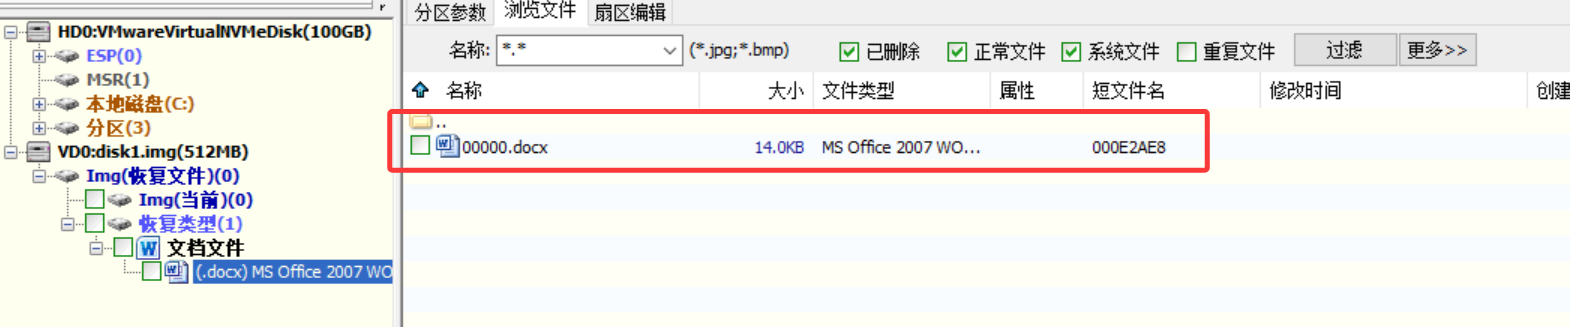 HD0:VMwareVirtualNVMeDisk(100GB)
ESP(0)
MSR(1)
本地磁盘(C:)
分区(3)
VD0:disk1.img(512MB)
Img(恢复文件)(0)
Img(当前)(0)
恢复类型(1)
文档文件
(.docx) MS Office 2007 WO
分区参数 浏览文件 扇区编辑
名称: *.* (*.jpg;*.bmp) 已删除 正常文件 系统文件 重复文件 过滤 更多>>
名称 大小 文件类型 属性 短文件名 修改时间 创建
..
00000.docx 14.0KB MS Office 2007 WO... 000E2AE8